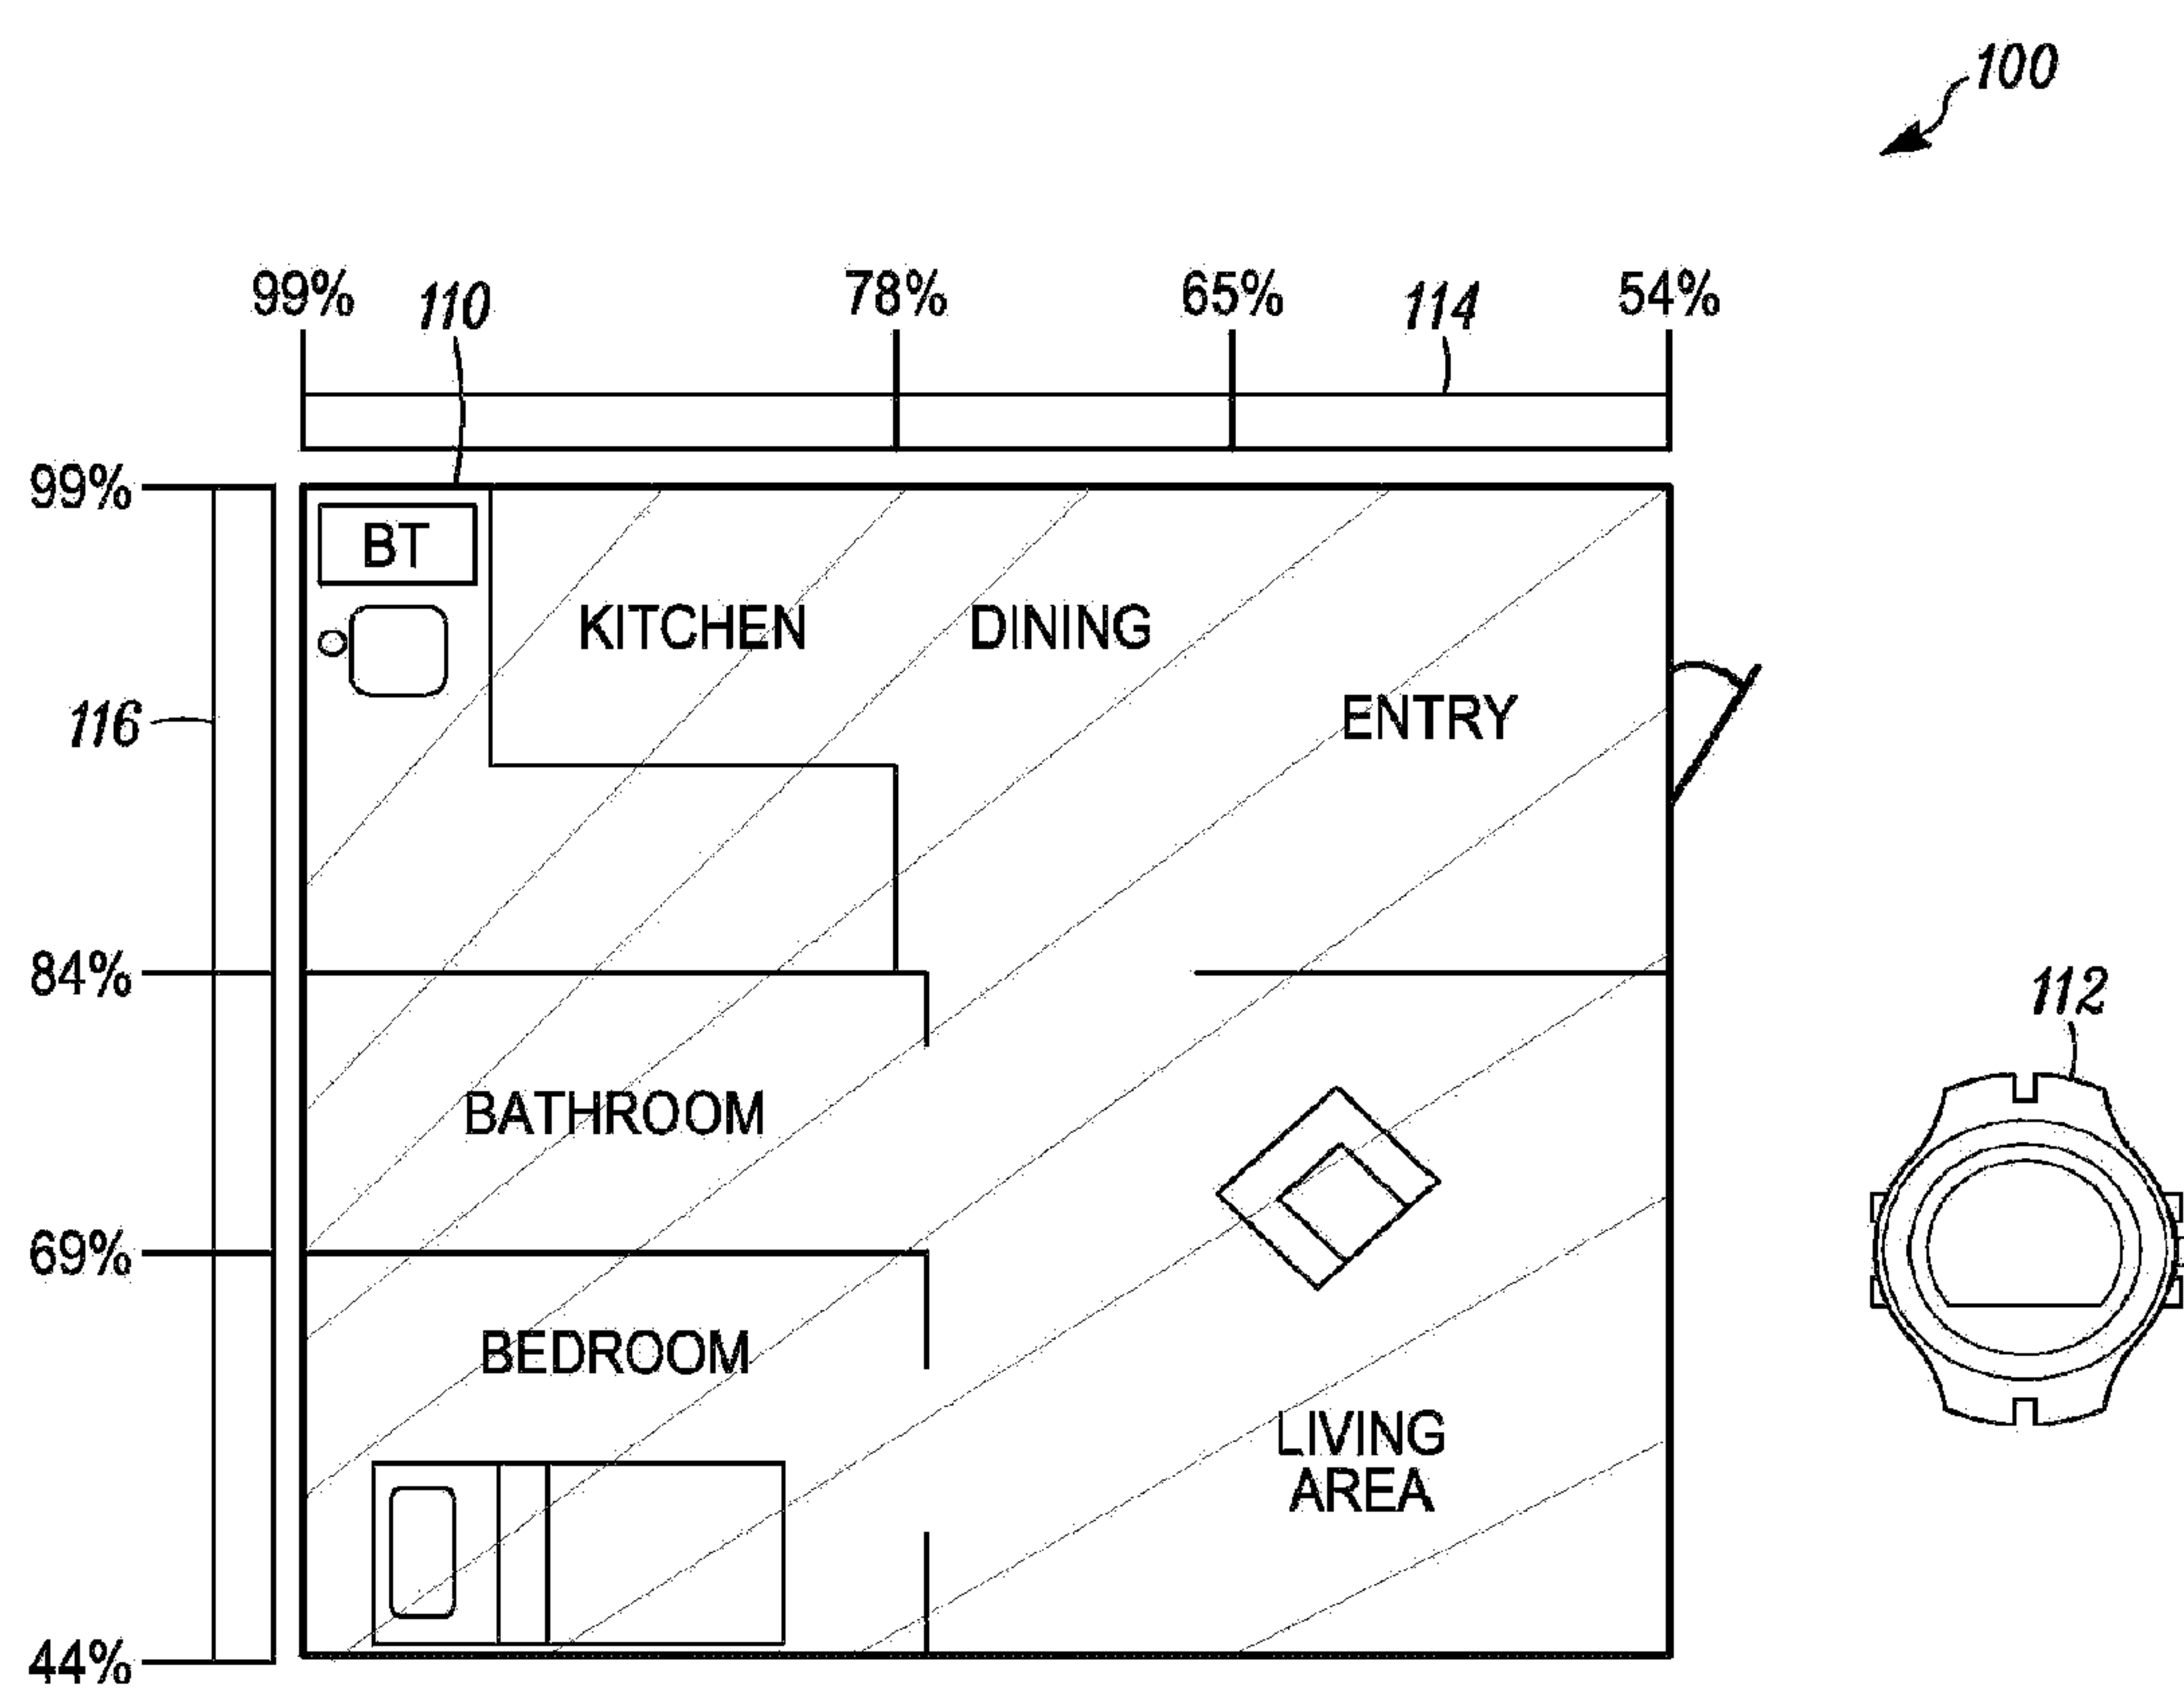 100
99% 110 78% 65% 114 54%
99%
BT
KITCHEN DINING
116 ENTRY
84%
112
BATHROOM
69%
BEDROOM
LIVING
AREA
44%